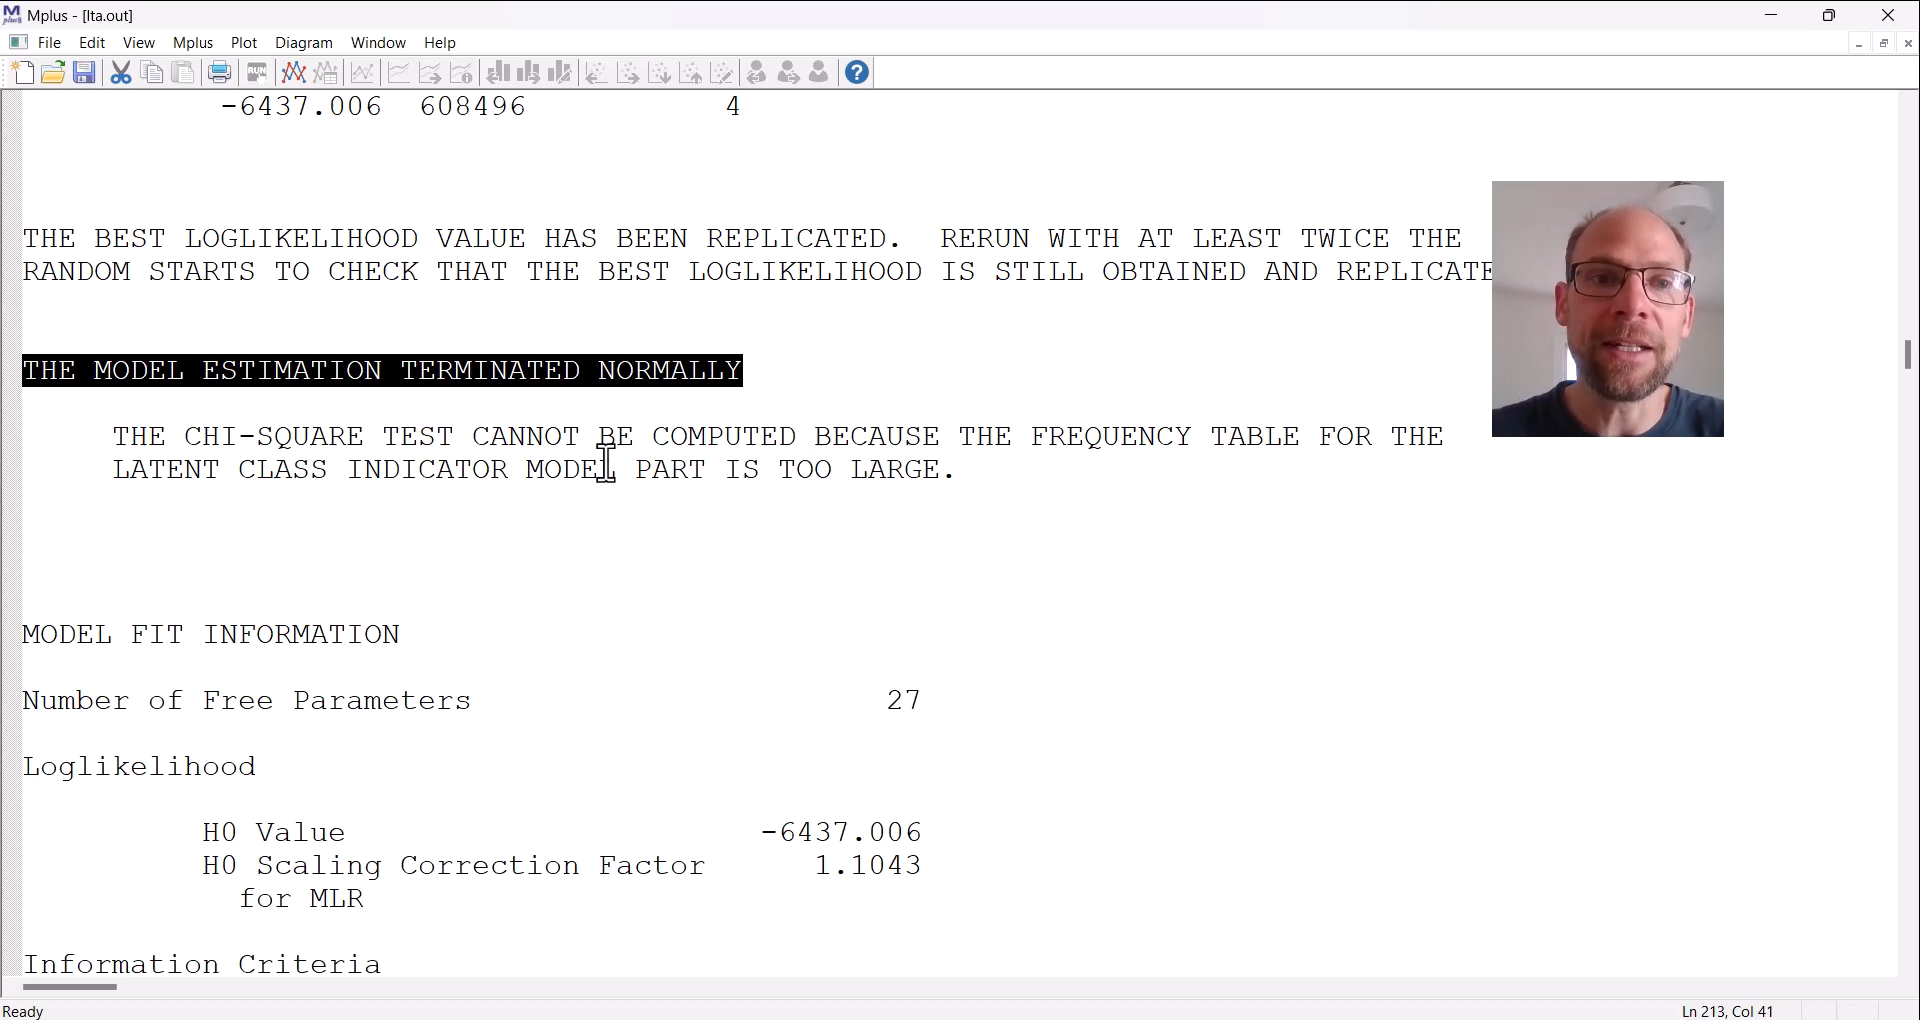 Mplus - [lta.out]
File Edit View Mplus Plot Diagram Window Help
RUN
-6437.006 608496 4
THE BEST LOGLIKELIHOOD VALUE HAS BEEN REPLICATED. RERUN WITH AT LEAST TWICE THE
RANDOM STARTS TO CHECK THAT THE BEST LOGLIKELIHOOD IS STILL OBTAINED AND REPLICATE
THE MODEL ESTIMATION TERMINATED NORMALLY
THE CHI-SQUARE TEST CANNOT BE COMPUTED BECAUSE THE FREQUENCY TABLE FOR THE
LATENT CLASS INDICATOR MODEL PART IS TOO LARGE.
MODEL FIT INFORMATION
Number of Free Parameters 27
Loglikelihood
H0 Value -6437.006
H0 Scaling Correction Factor 1.1043
for MLR
Information Criteria
Ready Ln 213, Col 41